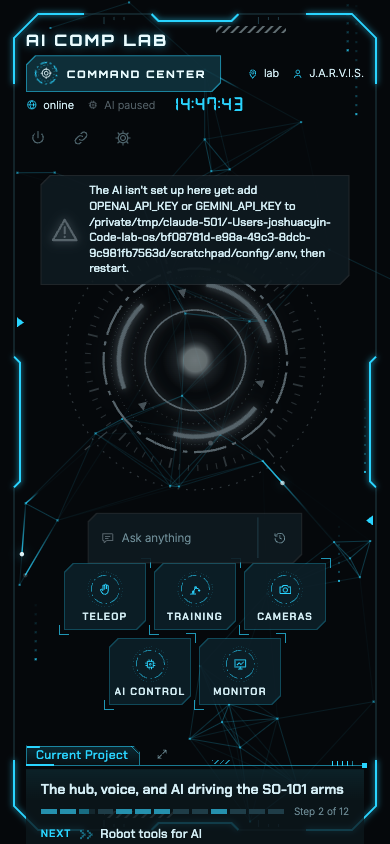 AI COMP LAB
COMMAND CENTER
lab
J.A.R.V.I.S.
online
AI paused
14:47:43
The AI isn't set up here yet: add
OPENAI_API_KEY or GEMINI_API_KEY to
/private/tmp/claude-501/-Users-joshuacyin-
Code-lab-os/bf08781d-e98a-49c3-8dcb-
9c981fb7563d/scratchpad/config/.env, then
restart.
Ask anything
TELEOP
TRAINING
CAMERAS
AI CONTROL
MONITOR
Current Project
The hub, voice, and AI driving the SO-101 arms
Step 2 of 12
NEXT
Robot tools for AI